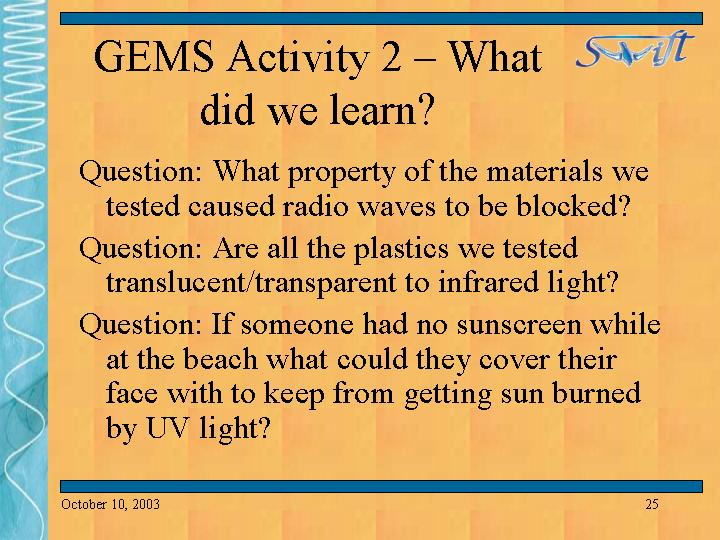 GEMS Activity 2 – What
did we learn?
Swift
Question: What property of the materials we
tested caused radio waves to be blocked?
Question: Are all the plastics we tested
translucent/transparent to infrared light?
Question: If someone had no sunscreen while
at the beach what could they cover their
face with to keep from getting sun burned
by UV light?
October 10, 2003
25